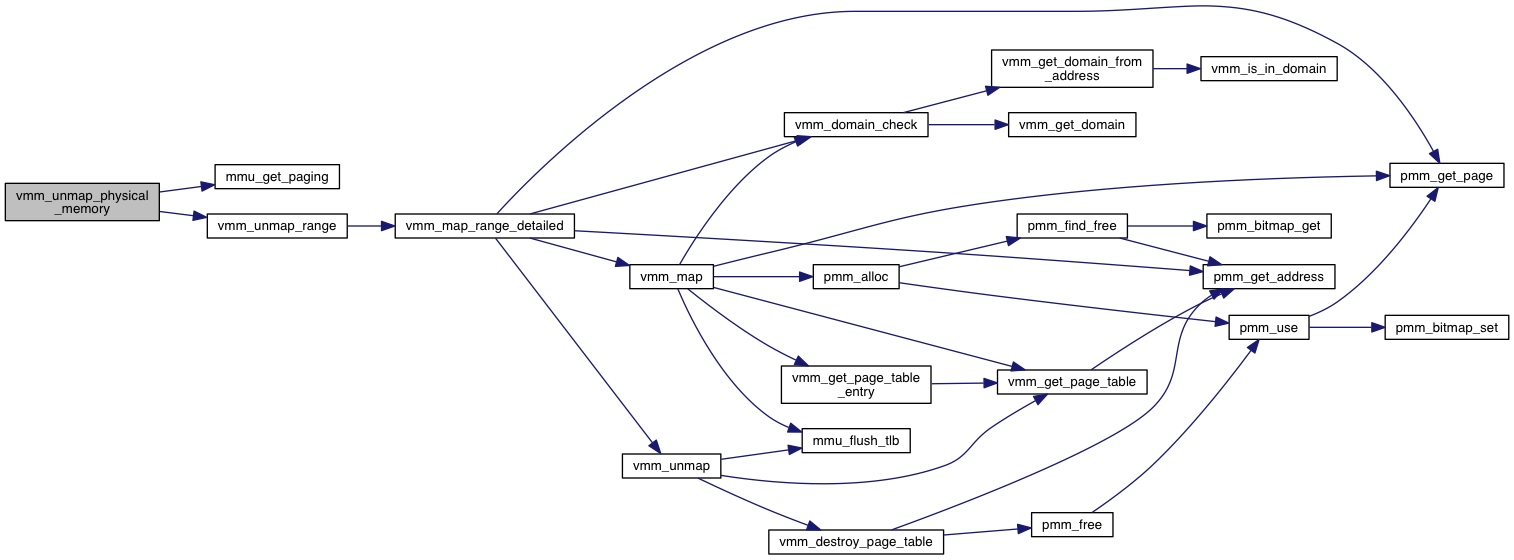 vmm_get_domain_from
_address
vmm_is_in_domain
vmm_domain_check
vmm_get_domain
mmu_get_paging
pmm_get_page
vmm_unmap_physical
_memory
vmm_unmap_range
vmm_map_range_detailed
pmm_find_free
pmm_bitmap_get
vmm_map
pmm_alloc
pmm_get_address
pmm_use
pmm_bitmap_set
vmm_get_page_table
_entry
vmm_get_page_table
mmu_flush_tlb
vmm_unmap
pmm_free
vmm_destroy_page_table